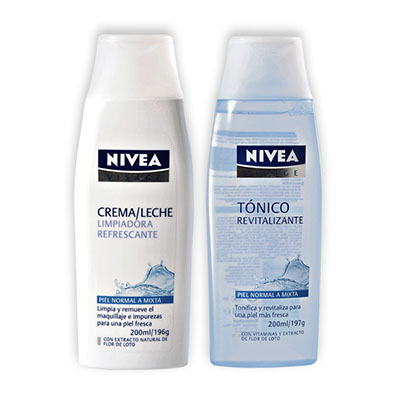 NIVEA
VISAGE
CREMA/LECHE
LIMPIADORA
REFRESCANTE
PIEL NORMAL A MIXTA
Limpia y remueve el
maquillaje e impurezas
para una piel fresca
200ml/196g
CON EXTRACTO NATURAL DE
FLOR DE LOTO
NIVEA
VISAGE
TÓNICO
REVITALIZANTE
PIEL NORMAL A MIXTA
Tonifica y revitaliza para
una piel más fresca
200ml/197g
CON VITAMINAS Y EXTRACTO
DE FLOR DE LOTO